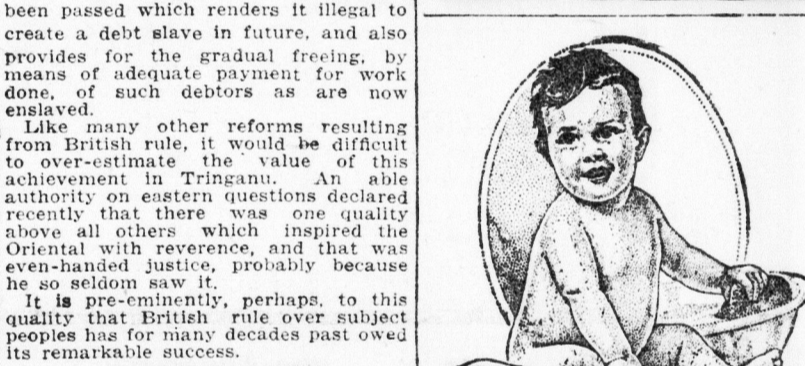 been passed which renders it illegal to
create a debt slave in future, and also
provides for the gradual freeing, by
means of adequate payment for work
done, of such debtors as are now
enslaved.
Like many other reforms resulting
from British rule, it would be difficult
to over-estimate the value of this
achievement in Tringanu. An able
authority on eastern questions declared
recently that there was one quality
above all others which inspired the
Oriental with reverence, and that was
even-handed justice, probably because
he so seldom saw it.
It is pre-eminently, perhaps, to this
quality that British rule over subject
peoples has for many decades past owed
its remarkable success.